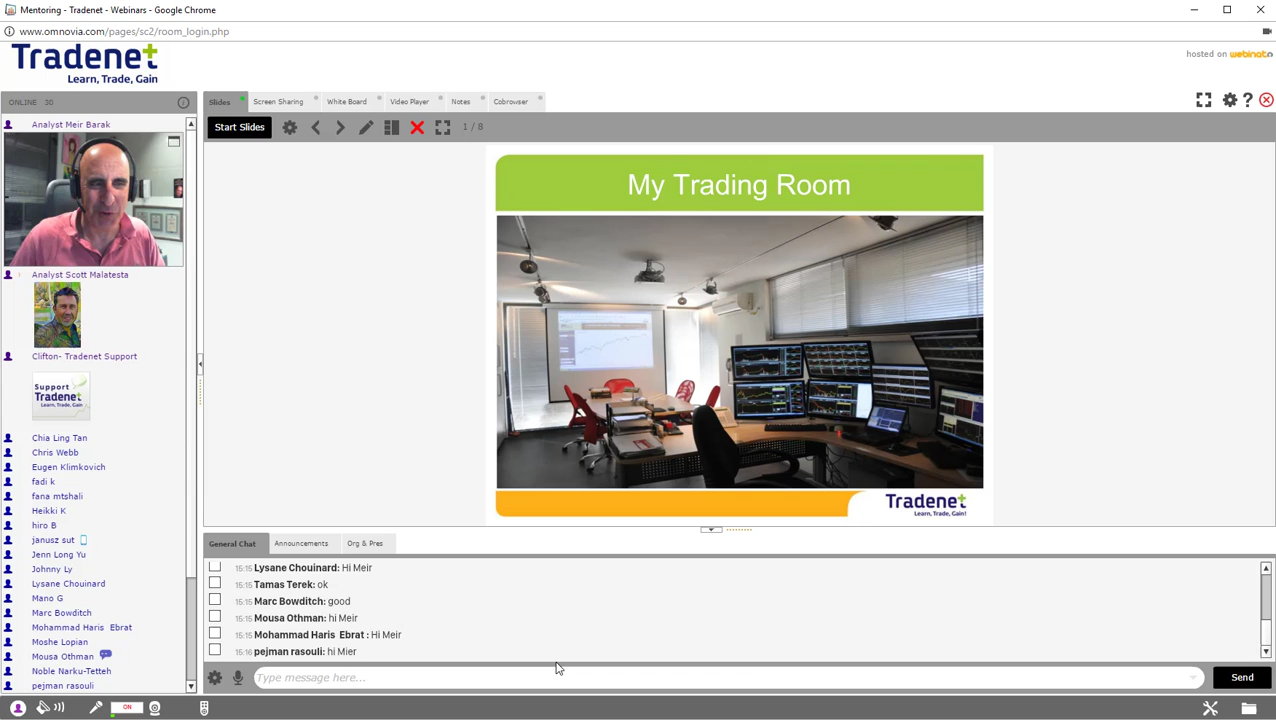 Mentoring - Tradenet - Webinars - Google Chrome
www.omnovia.com/pages/sc2/room_login.php
Tradenet
Learn, Trade, Gain
hosted on webinato
ONLINE 30
Slides
Screen Sharing
White Board
Video Player
Notes
Cobrowser
Analyst Meir Barak
Start Slides
1 / 8
My Trading Room
Analyst Scott Malatesta
Clifton- Tradenet Support
Support
Tradenet
Learn, Trade, Gain
Chia Ling Tan
Chris Webb
Eugen Klimkovich
fadi k
fana mtshali
Heikki K
hiro B
janusz sut
Jenn Long Yu
Johnny Ly
Lysane Chouinard
Mano G
Marc Bowditch
Mohammad Haris Ebrat
Moshe Lopian
Mousa Othman
Noble Narku-Tetteh
pejman rasouli
Tradenet
Learn, Trade, Gain!
General Chat
Announcements
Org & Pres
15:15 Lysane Chouinard: Hi Meir
15:15 Tamas Terek: ok
15:15 Marc Bowditch: good
15:15 Mousa Othman: hi Meir
15:15 Mohammad Haris Ebrat : Hi Meir
15:16 pejman rasouli: hi Mier
Type message here...
Send
ON